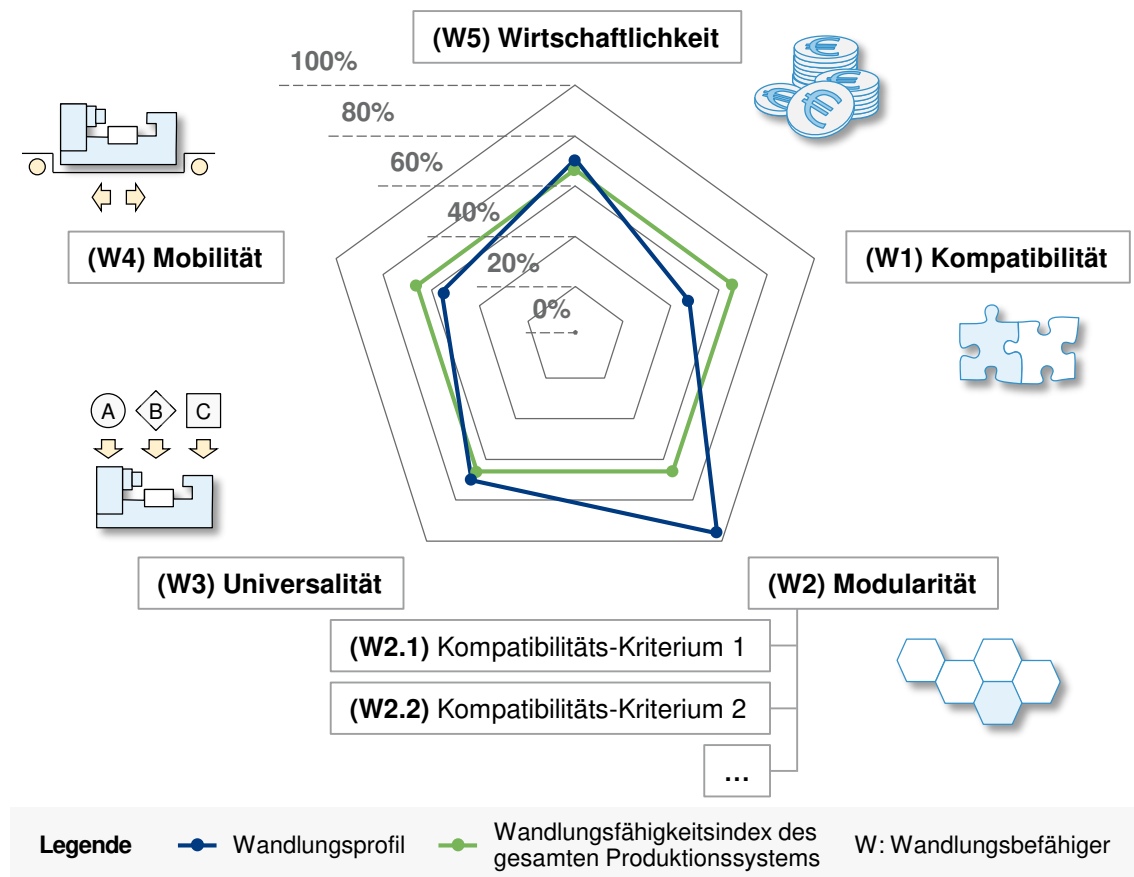 (W5) Wirtschaftlichkeit
100%
80%
60%
40%
20%
0%
(W4) Mobilität
(W1) Kompatibilität
A B C
(W3) Universalität
(W2) Modularität
(W2.1) Kompatibilitäts-Kriterium 1
(W2.2) Kompatibilitäts-Kriterium 2
...
Legende
Wandlungsprofil
Wandlungsfähigkeitsindex des
gesamten Produktionssystems
W: Wandlungsbefähiger